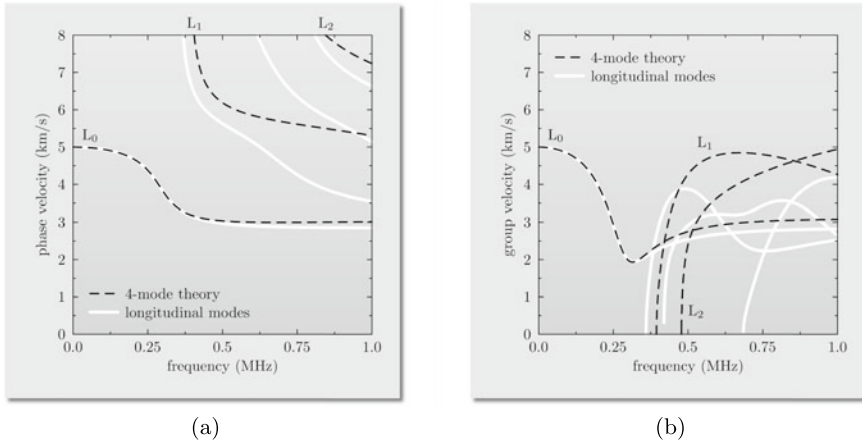 L₁
L₂
8
7
6
5
4
3
2
1
0
phase velocity (km/s)
L₀
4-mode theory
longitudinal modes
0.0
0.25
0.5
0.75
1.0
frequency (MHz)
(a)
8
7
6
5
4
3
2
1
0
group velocity (km/s)
4-mode theory
longitudinal modes
L₀
L₁
L₂
0.0
0.25
0.5
0.75
1.0
frequency (MHz)
(b)